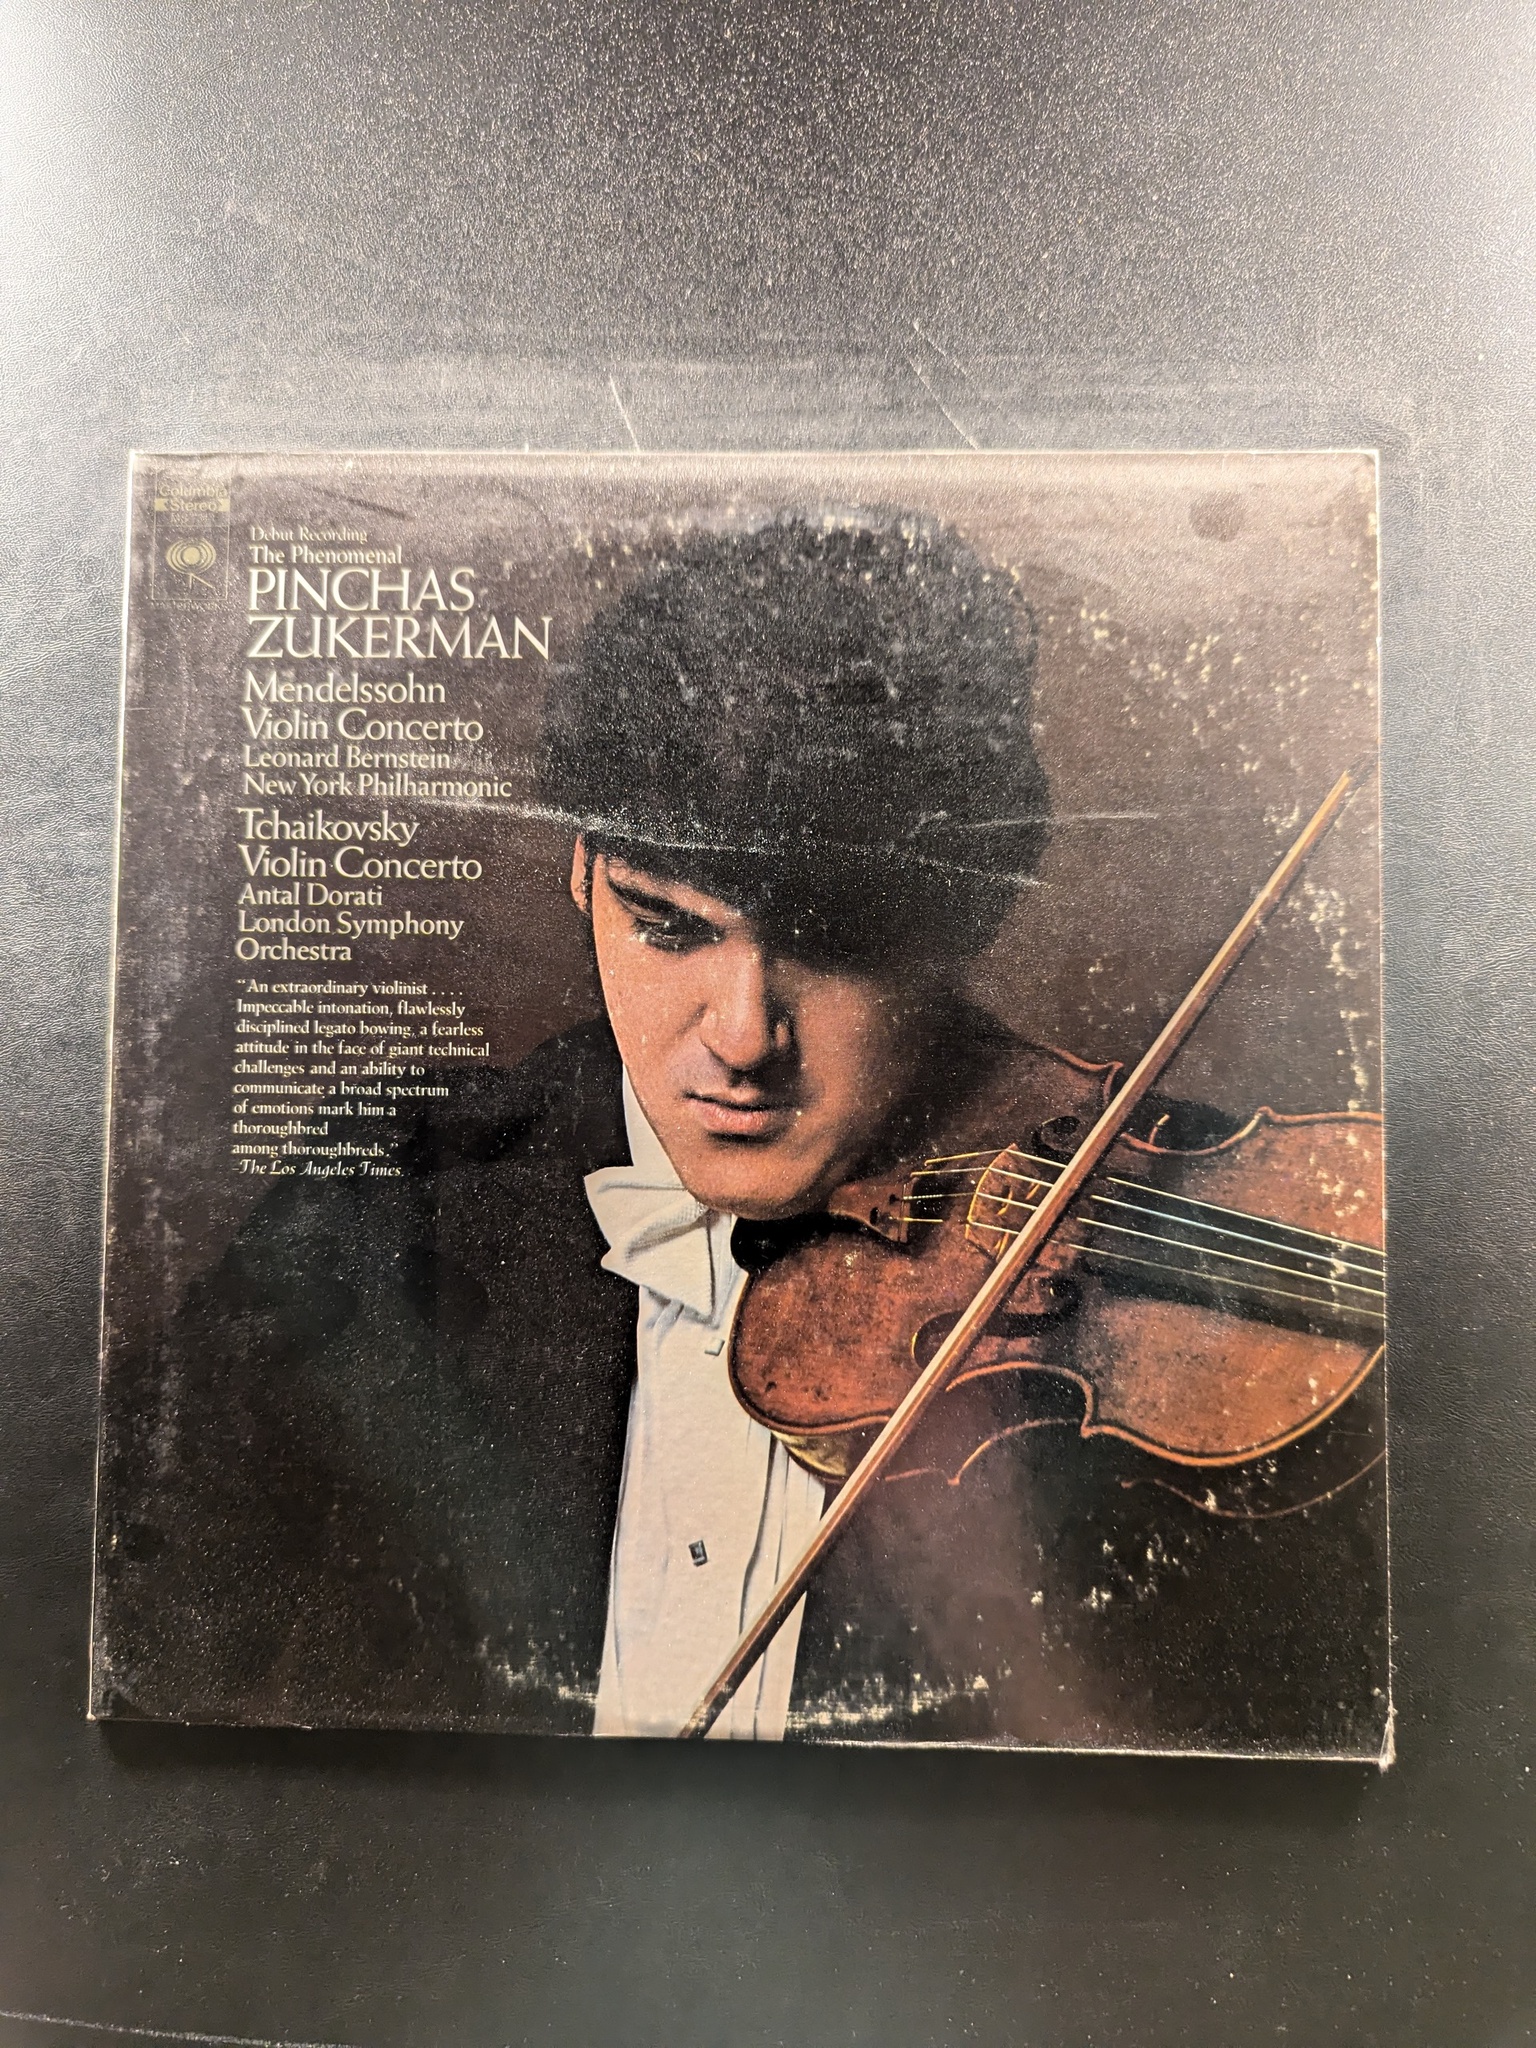 Columbia
Stereo
MASTERWORKS
Debut Recording
The Phenomenal
PINCHAS
ZUKERMAN
Mendelssohn
Violin Concerto
Leonard Bernstein
New York Philharmonic
Tchaikovsky
Violin Concerto
Antal Dorati
London Symphony
Orchestra
"An extraordinary violinist . . . .
Impeccable intonation, flawlessly
disciplined legato bowing, a fearless
attitude in the face of giant technical
challenges and an ability to
communicate a broad spectrum
of emotions mark him a
thoroughbred
among thoroughbreds."
-The Los Angeles Times.